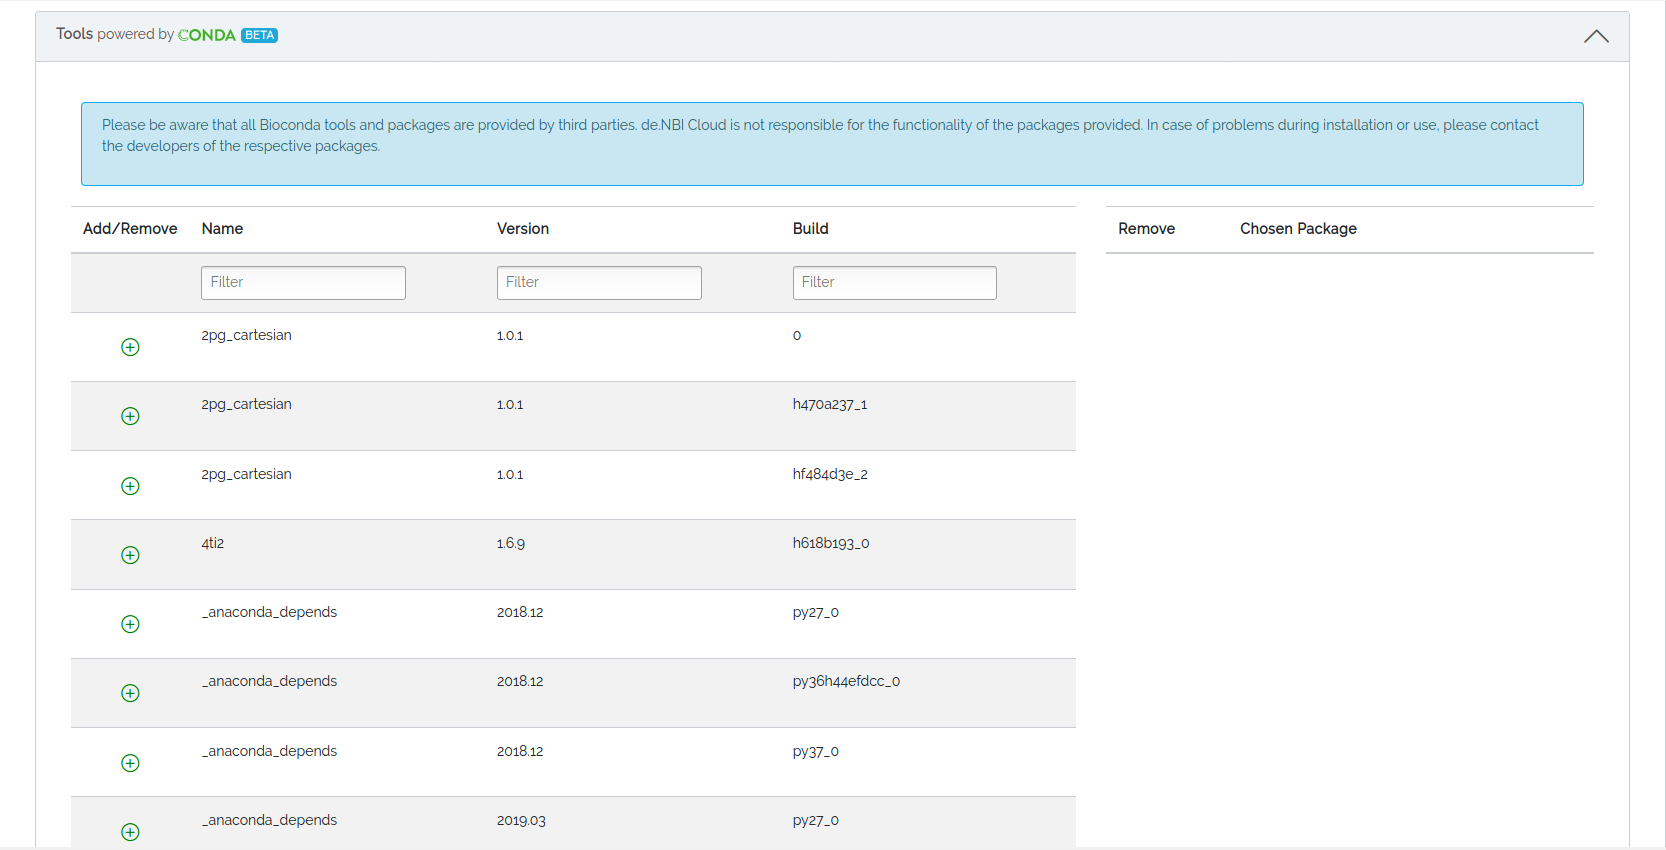 Tools powered by CONDA BETA
Please be aware that all Bioconda tools and packages are provided by third parties. de.NBI Cloud is not responsible for the functionality of the packages provided. In case of problems during installation or use, please contact
the developers of the respective packages.
Add/Remove Name Version Build Remove Chosen Package
Filter Filter Filter
2pg_cartesian 1.0.1 0
2pg_cartesian 1.0.1 h470a237_1
2pg_cartesian 1.0.1 hf484d3e_2
4ti2 1.6.9 h618b193_0
_anaconda_depends 2018.12 py27_0
_anaconda_depends 2018.12 py36h44efdcc_0
_anaconda_depends 2018.12 py37_0
_anaconda_depends 2019.03 py27_0